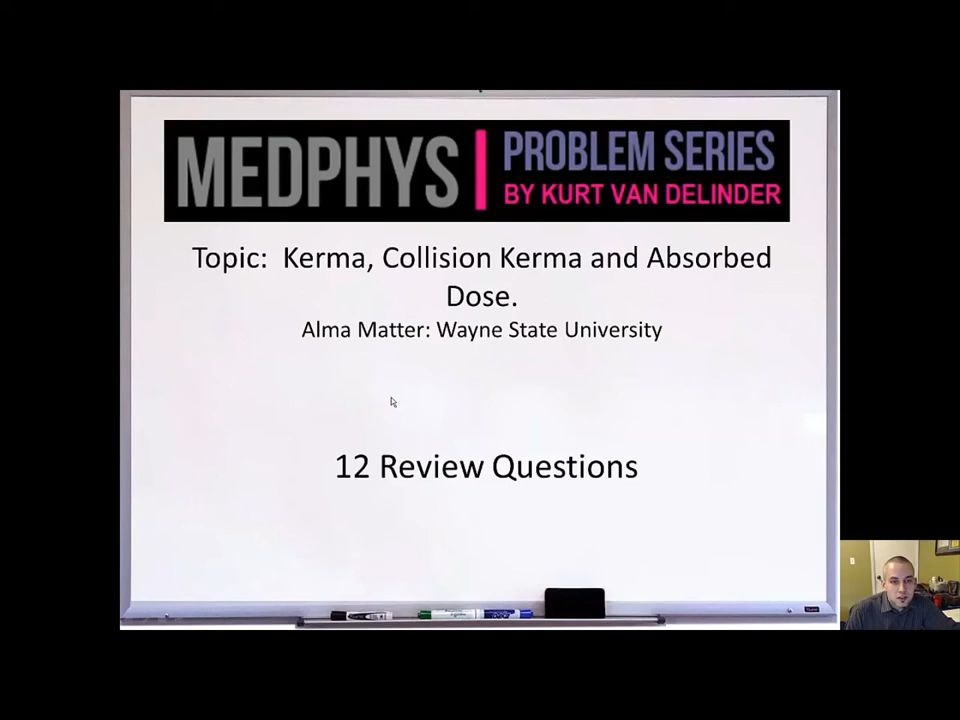 MEDPHYS
PROBLEM SERIES
BY KURT VAN DELINDER
Topic: Kerma, Collision Kerma and Absorbed
Dose.
Alma Matter: Wayne State University
12 Review Questions